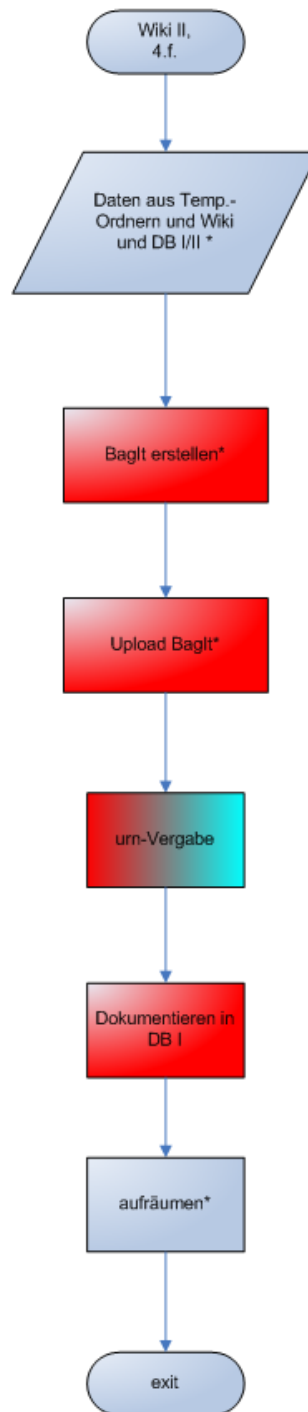 Wiki II,
4.f.
Daten aus Temp.-
Ordnern und Wiki
und DB I/II *
BagIt erstellen*
Upload BagIt*
urn-Vergabe
Dokumentieren in
DB I
aufräumen*
exit